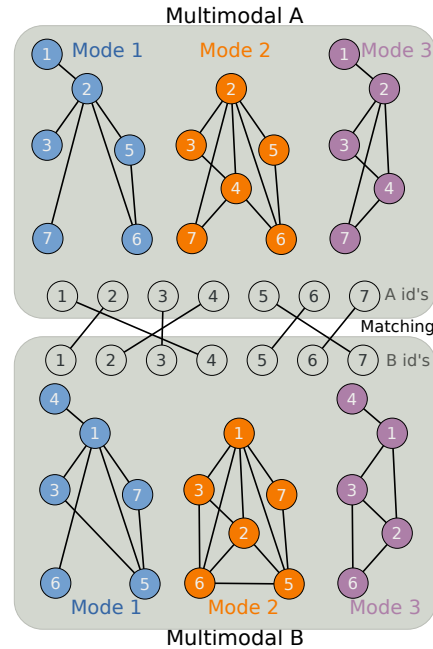 Multimodal A
Mode 1 Mode 2 Mode 3
1 2 3 5 7 6
2 3 5 4 7 6
1 2 3 4 7
1 2 3 4 5 6 7 A id's
Matching
1 2 3 4 5 6 7 B id's
4 1 3 7 6 5
1 3 7 2 6 5
4 1 3 2 6
Mode 1 Mode 2 Mode 3
Multimodal B